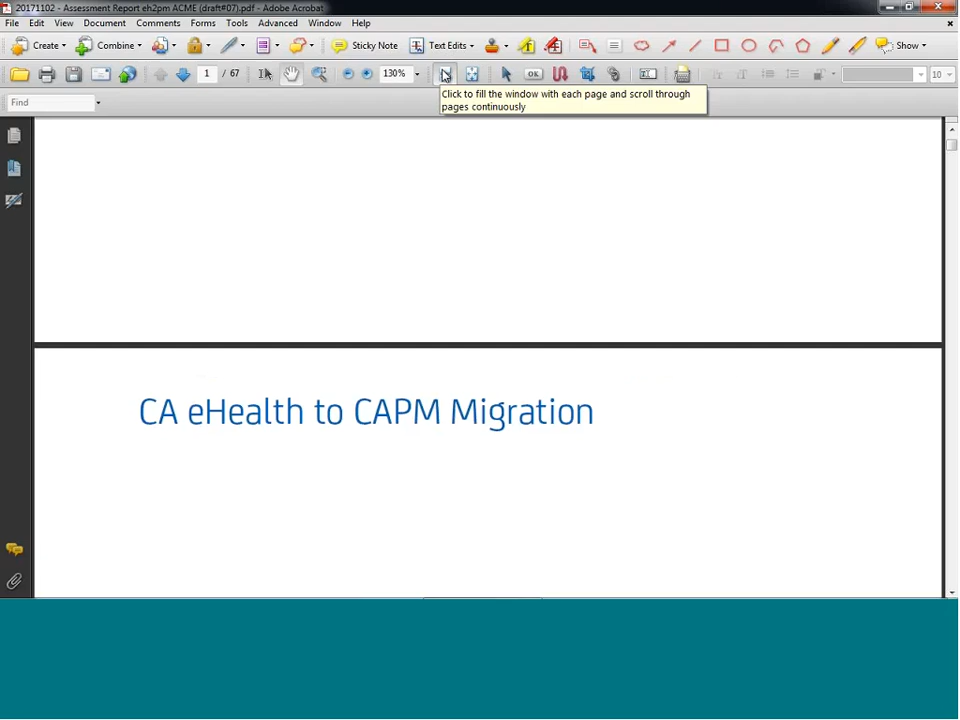 20171102 - Assessment Report eh2pm ACME (draft#07).pdf - Adobe Acrobat
File Edit View Document Comments Forms Tools Advanced Window Help
Create Combine Sticky Note Text Edits Show
1 / 67 130% OK 10
Find
Click to fill the window with each page and scroll through
pages continuously
CA eHealth to CAPM Migration